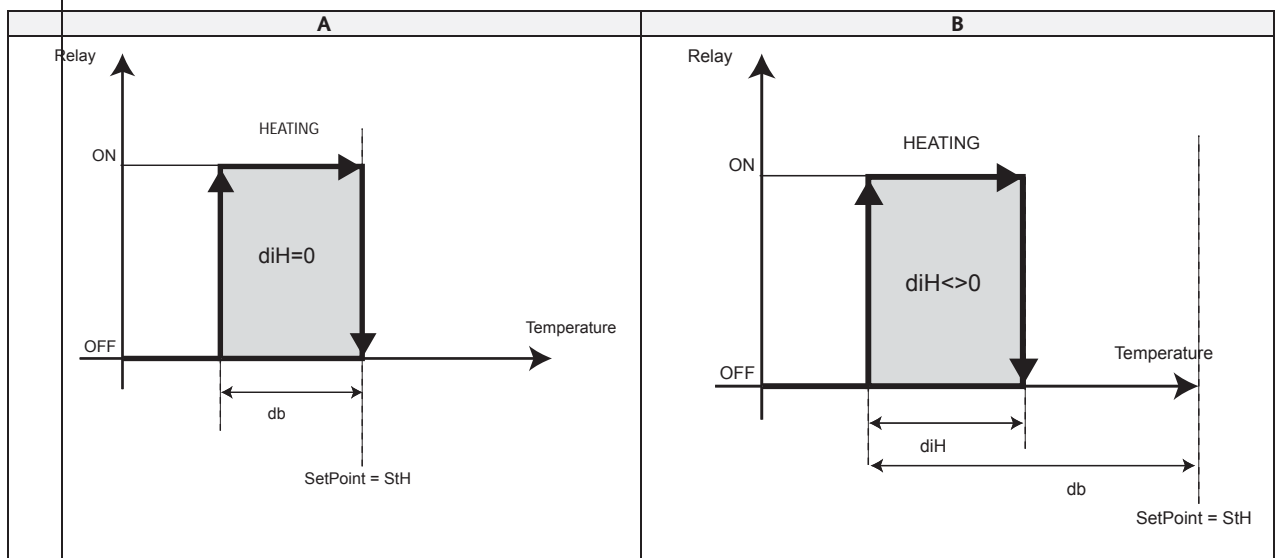 A
B
Relay
HEATING
ON
diH=0
OFF
Temperature
db
SetPoint = StH
Relay
HEATING
ON
diH<>0
Temperature
OFF
diH
db
SetPoint = StH